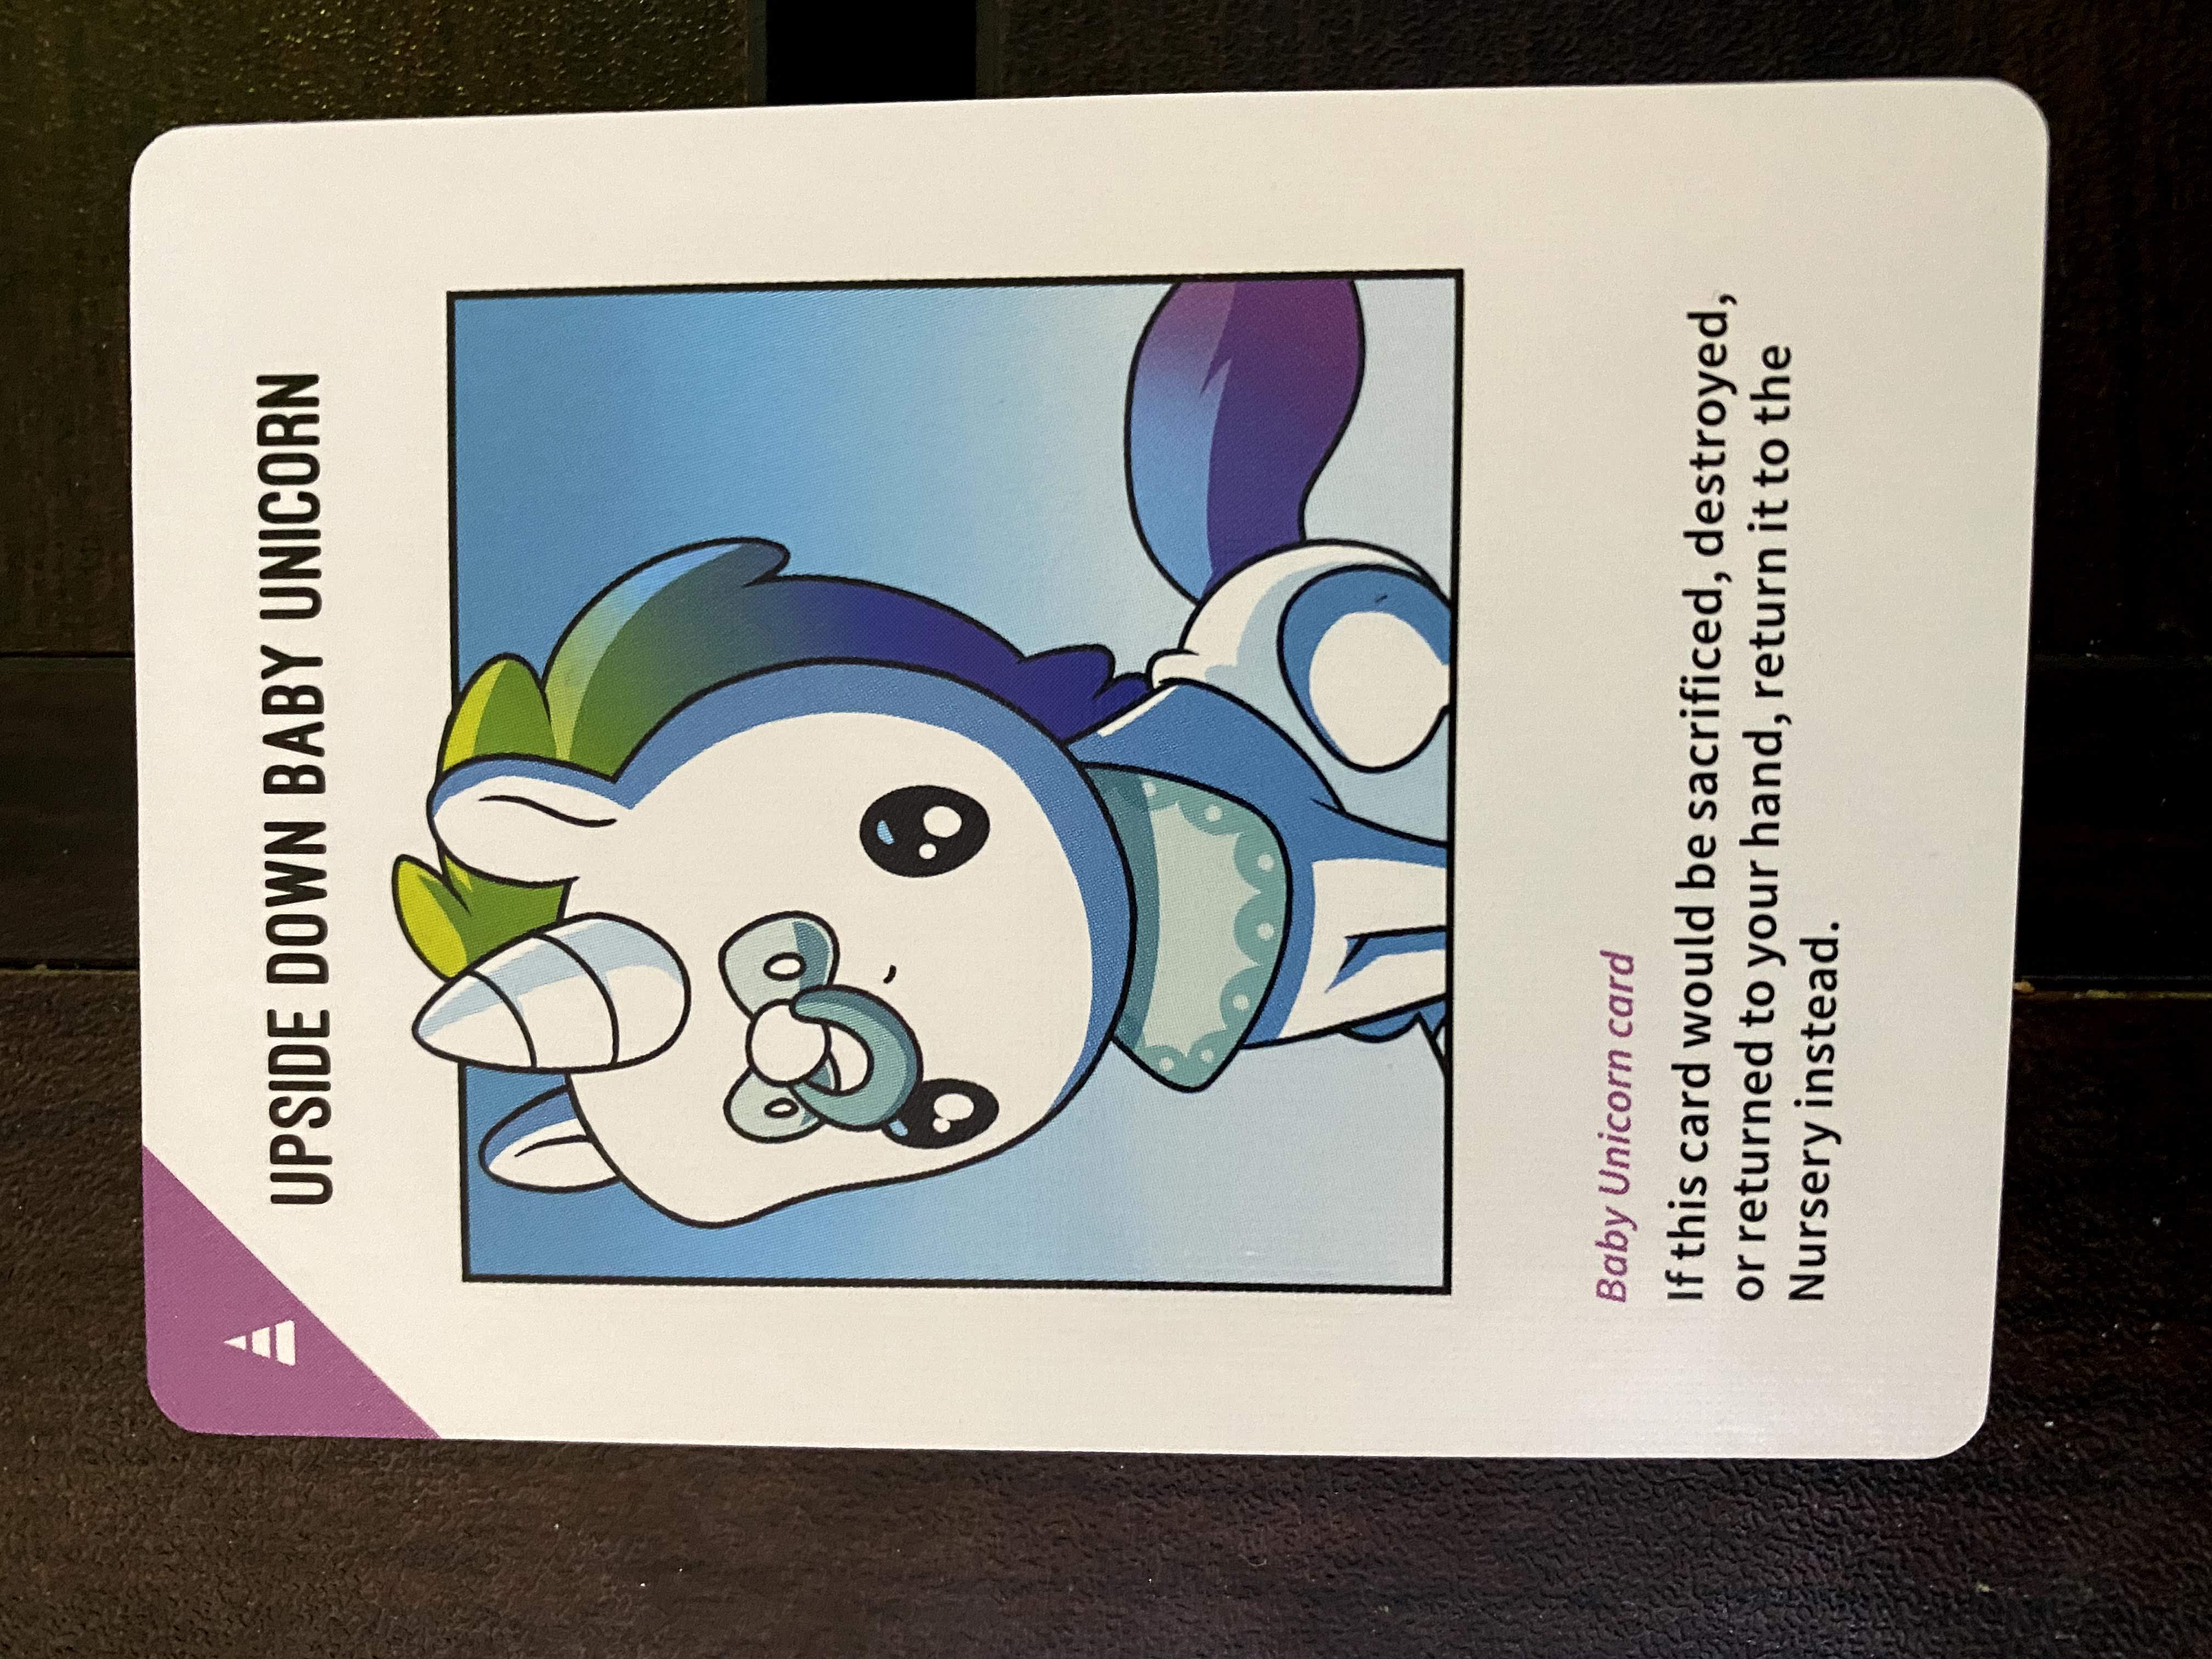 UPSIDE DOWN BABY UNICORN
Baby Unicorn card
If this card would be sacrificed, destroyed,
or returned to your hand, return it to the
Nursery instead.